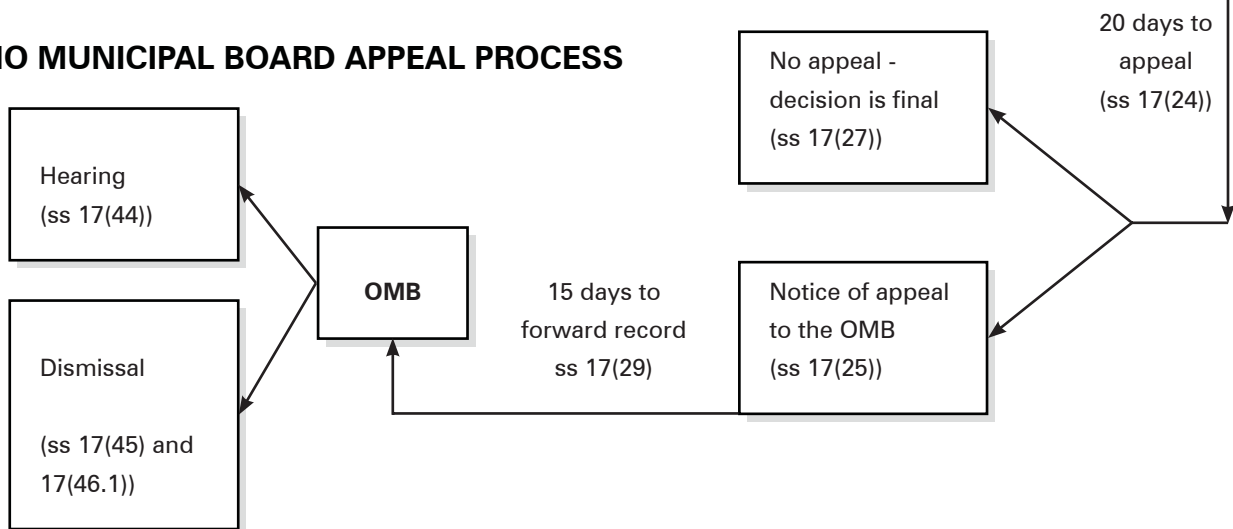 MUNICIPAL BOARD APPEAL PROCESS
20 days to
appeal
(ss 17(24))
No appeal -
decision is final
(ss 17(27))
Notice of appeal
to the OMB
(ss 17(25))
15 days to
forward record
ss 17(29)
OMB
Hearing
(ss 17(44))
Dismissal
(ss 17(45) and
17(46.1))